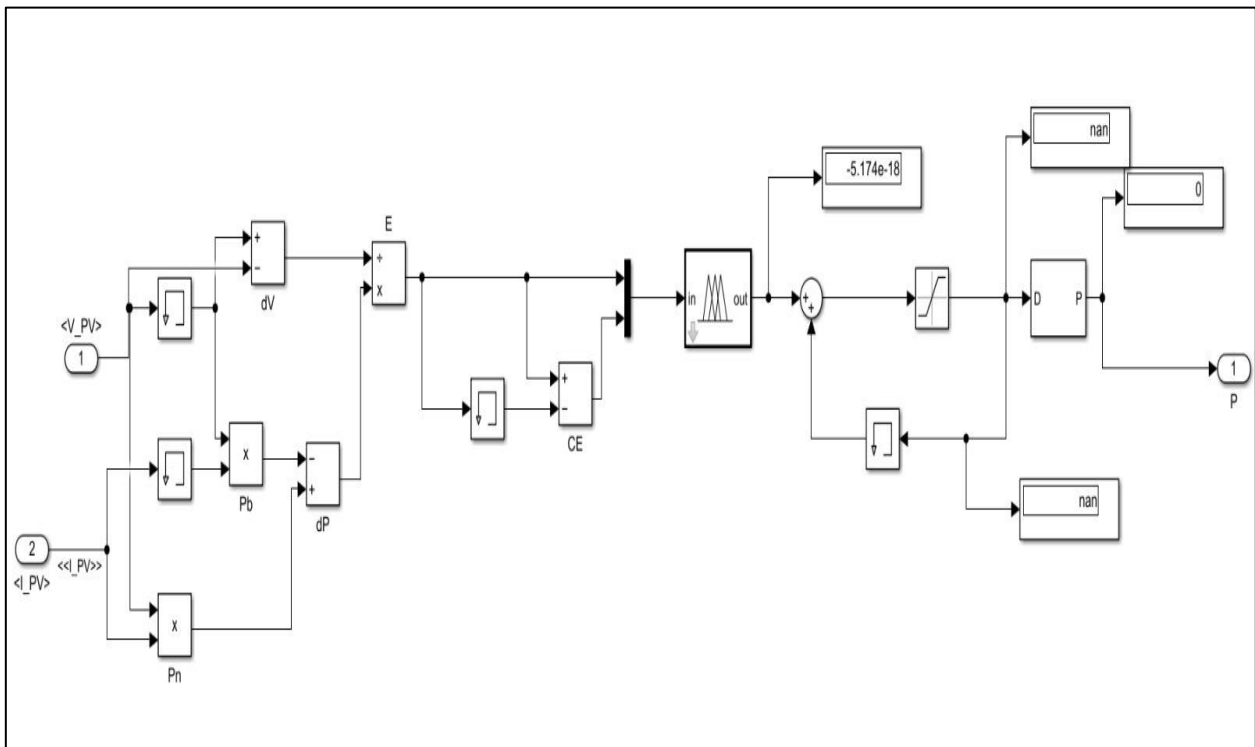 nan
-5.174e-18
0
E
+
−
dV
÷
x
<V_PV>
1
in
out
+
+
D
P
1
P
+
−
CE
x
Pb
−
+
dP
nan
2
<<I_PV>>
<I_PV>
x
Pn